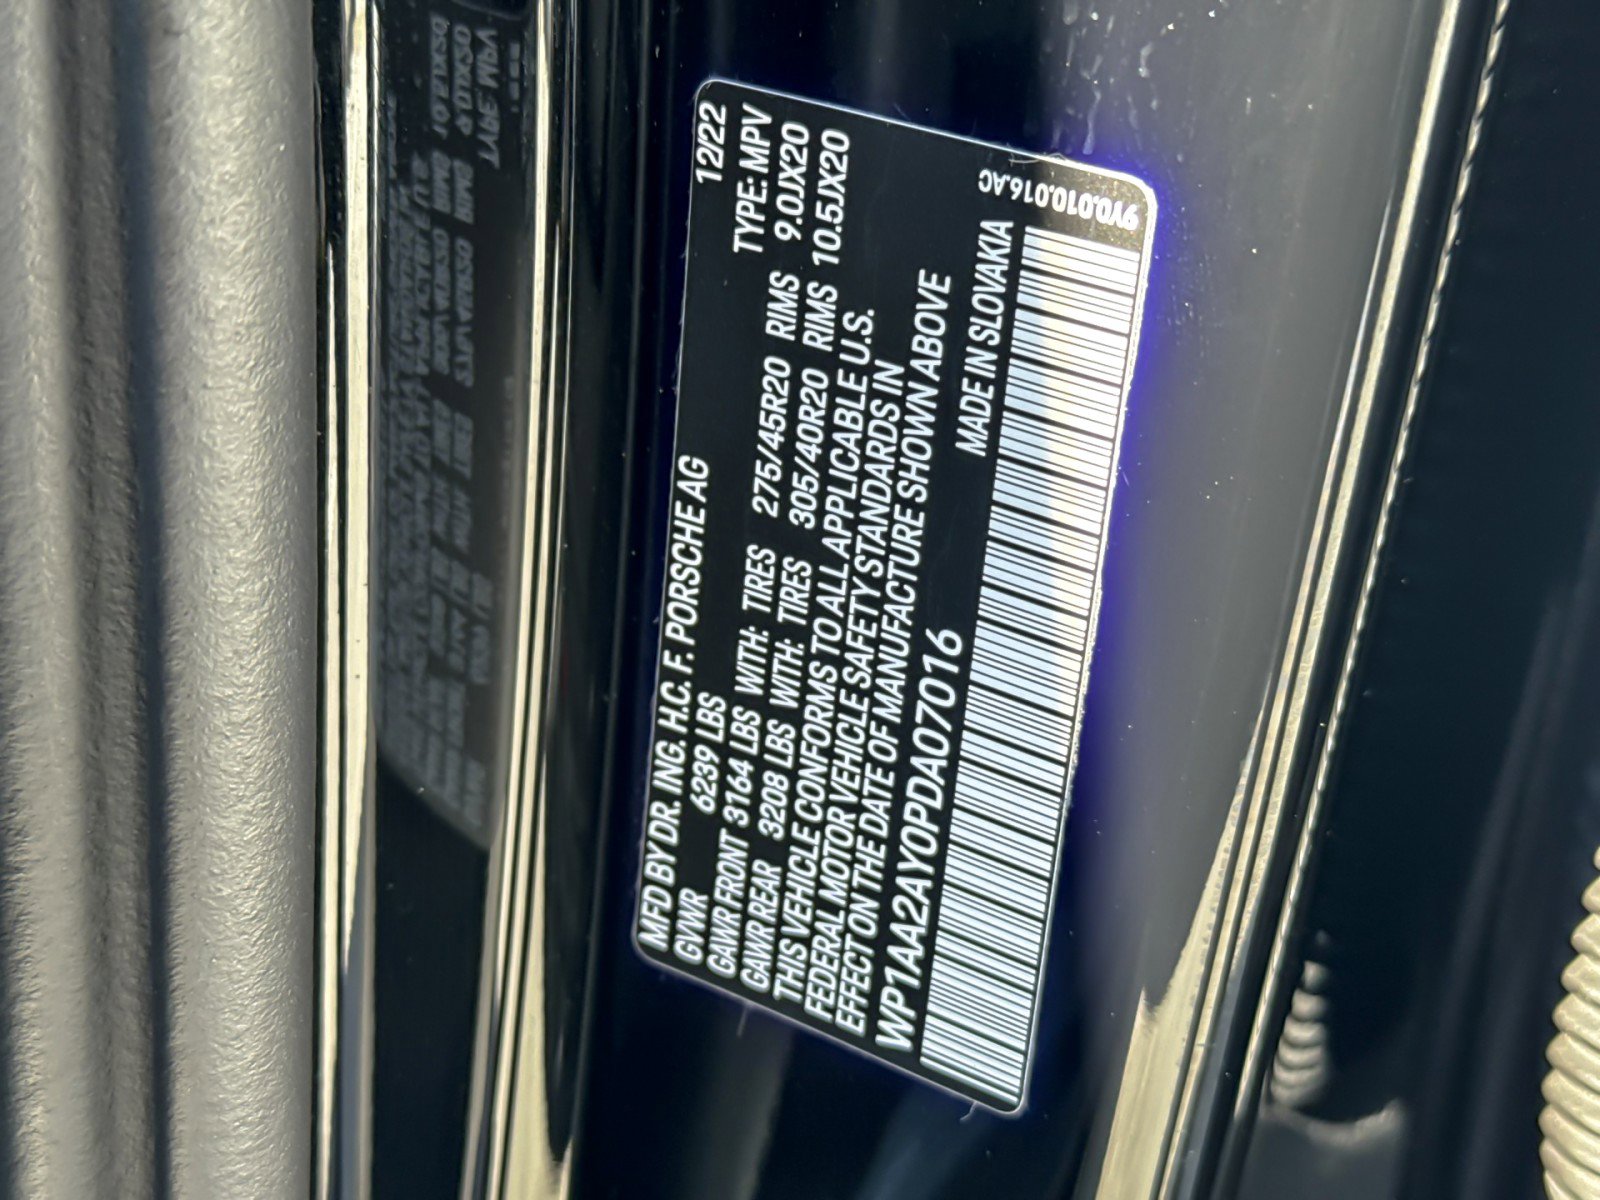 MFD BY DR. ING. H.C. F. PORSCHE AG 12/22
GVWR 6239 LBS TYPE: MPV
GAWR FRONT 3164 LBS WITH: TIRES 275/45R20 RIMS 9.0JX20
GAWR REAR 3208 LBS WITH: TIRES 305/40R20 RIMS 10.5JX20
THIS VEHICLE CONFORMS TO ALL APPLICABLE U.S.
FEDERAL MOTOR VEHICLE SAFETY STANDARDS IN
EFFECT ON THE DATE OF MANUFACTURE SHOWN ABOVE
WP1AA2AY0PDA07016 MADE IN SLOVAKIA
9Y0.010.016.AC